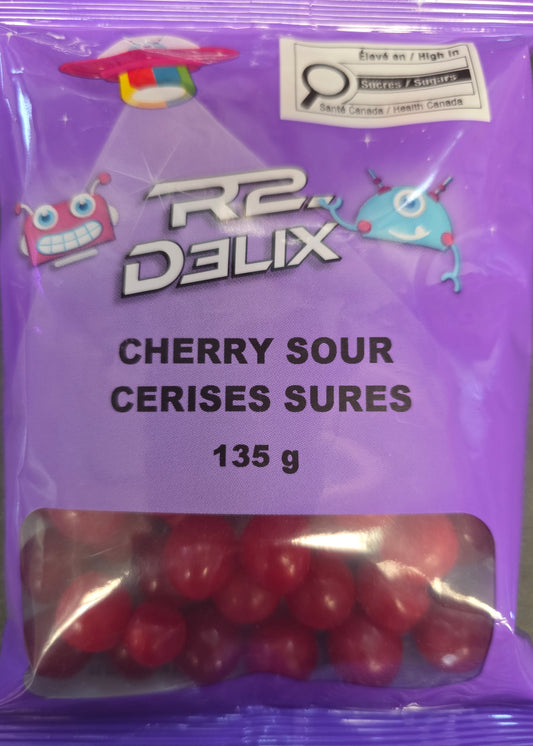 Élevé en / High in
Sucres / Sugars
Santé Canada / Health Canada
R2-
D3LIX
CHERRY SOUR
CERISES SURES
135 g